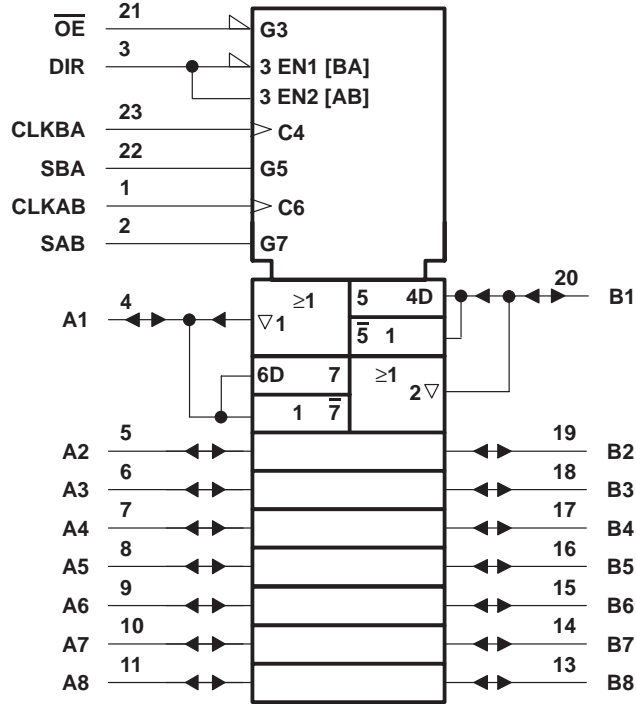 21
OE̅ G3
3
DIR 3 EN1 [BA]
3 EN2 [AB]
23
CLKBA C4
22
SBA G5
1
CLKAB C6
2
SAB G7
4 ≥1 5 4D 20
A1 ▽1 5̅ 1 B1
6D 7 ≥1
2▽
1 7̅
5 19
A2 B2
6 18
A3 B3
7 17
A4 B4
8 16
A5 B5
9 15
A6 B6
10 14
A7 B7
11 13
A8 B8